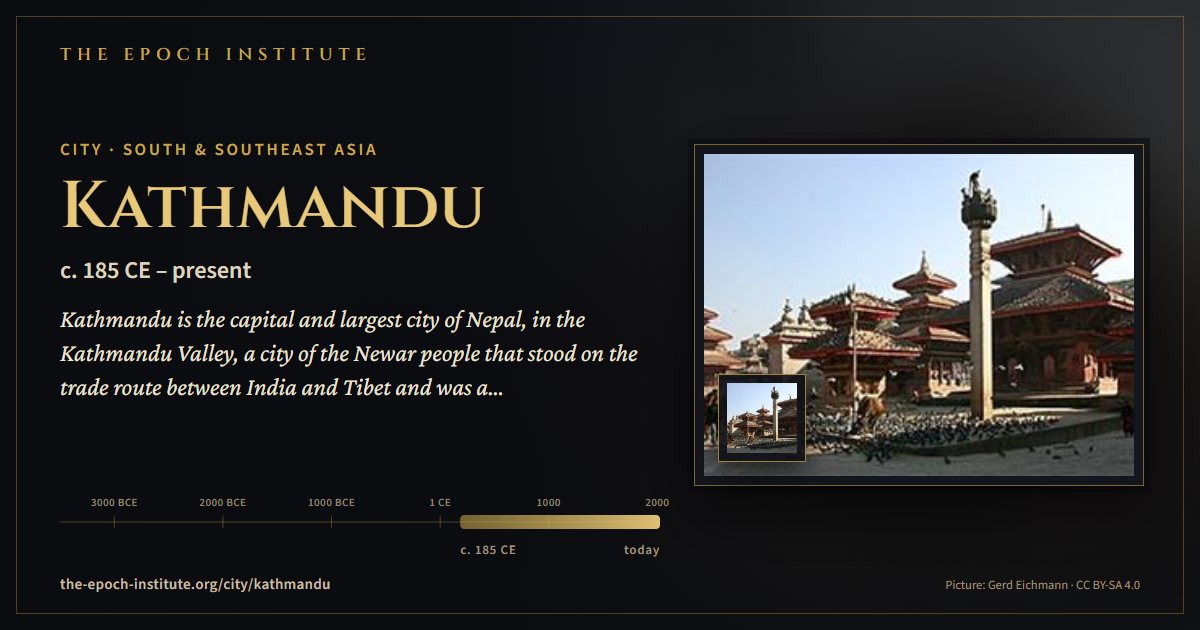 THE EPOCH INSTITUTE
CITY · SOUTH & SOUTHEAST ASIA
KATHMANDU
c. 185 CE – present
Kathmandu is the capital and largest city of Nepal, in the
Kathmandu Valley, a city of the Newar people that stood on the
trade route between India and Tibet and was a...
3000 BCE 2000 BCE 1000 BCE 1 CE 1000 2000
c. 185 CE today
the-epoch-institute.org/city/kathmandu
Picture: Gerd Eichmann · CC BY-SA 4.0